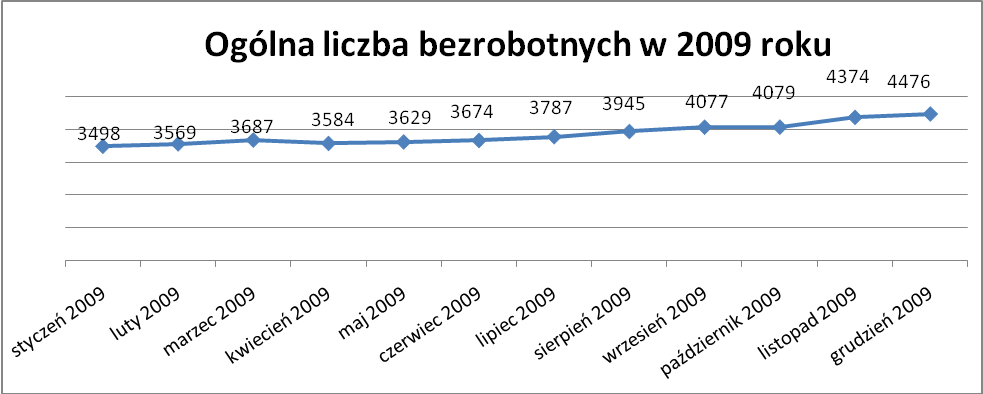 Ogólna liczba bezrobotnych w 2009 roku
3498 3569 3687 3584 3629 3674 3787 3945 4077 4079 4374 4476
styczeń 2009 luty 2009 marzec 2009 kwiecień 2009 maj 2009 czerwiec 2009 lipiec 2009 sierpień 2009 wrzesień 2009 październik 2009 listopad 2009 grudzień 2009